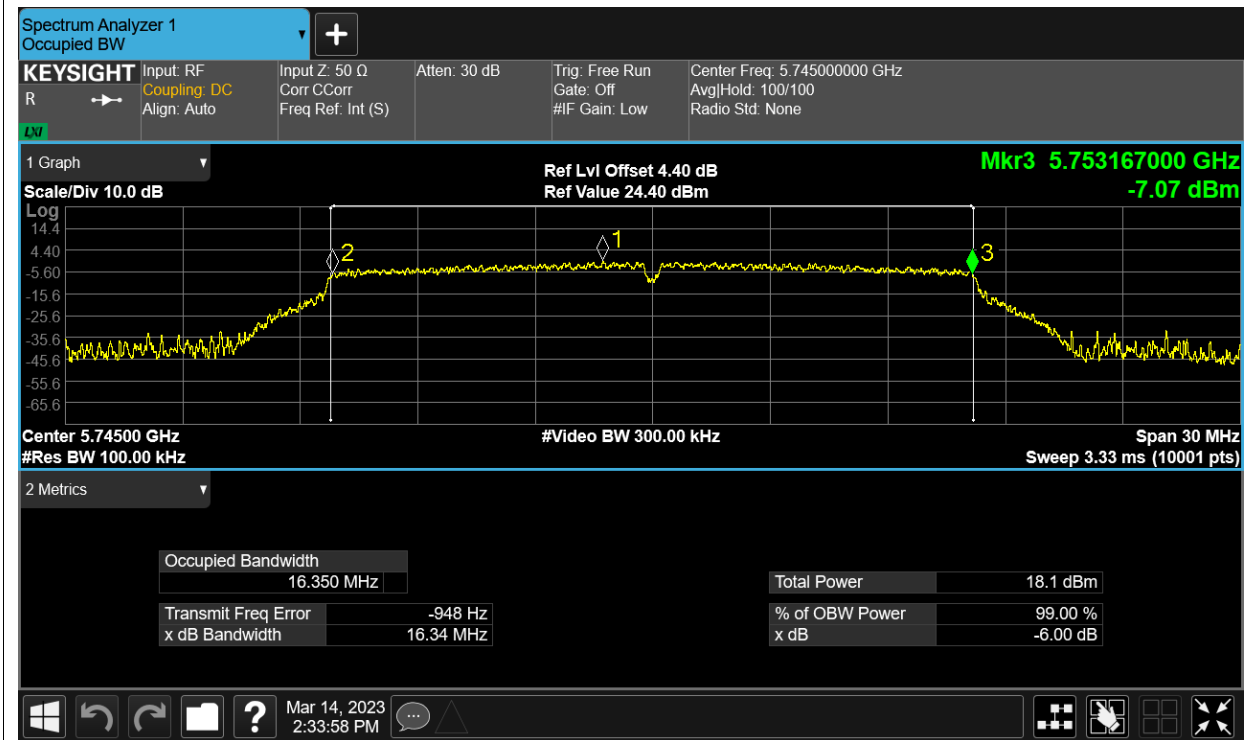 Spectrum Analyzer 1
Occupied BW
KEYSIGHT
R
LXI
Input: RF
Coupling: DC
Align: Auto
Input Z: 50 Ω
Corr CCorr
Freq Ref: Int (S)
Atten: 30 dB
Trig: Free Run
Gate: Off
#IF Gain: Low
Center Freq: 5.745000000 GHz
Avg|Hold: 100/100
Radio Std: None
1 Graph
Scale/Div 10.0 dB
Ref Lvl Offset 4.40 dB
Ref Value 24.40 dBm
Mkr3 5.753167000 GHz
-7.07 dBm
Log
14.4
4.40
-5.60
-15.6
-25.6
-35.6
-45.6
-55.6
-65.6
2
1
3
Center 5.74500 GHz
#Res BW 100.00 kHz
#Video BW 300.00 kHz
Span 30 MHz
Sweep 3.33 ms (10001 pts)
2 Metrics
Occupied Bandwidth
16.350 MHz
Transmit Freq Error -948 Hz
x dB Bandwidth 16.34 MHz
Total Power 18.1 dBm
% of OBW Power 99.00 %
x dB -6.00 dB
?
Mar 14, 2023
2:33:58 PM